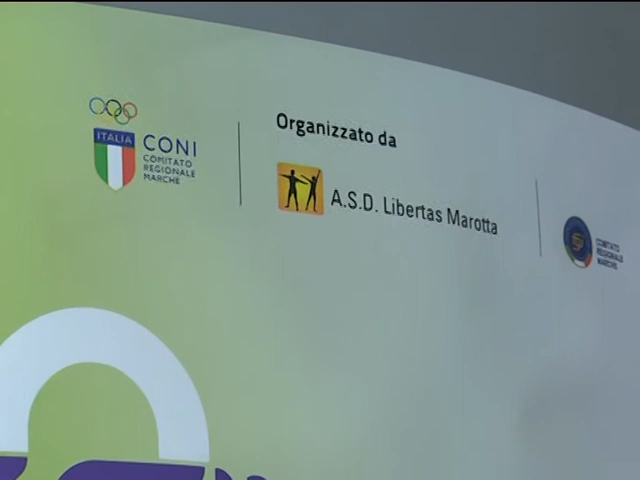 ITALIA
CONI
COMITATO
REGIONALE
MARCHE
Organizzato da
A.S.D. Libertas Marotta
COMITATO
REGIONALE
MARCHE